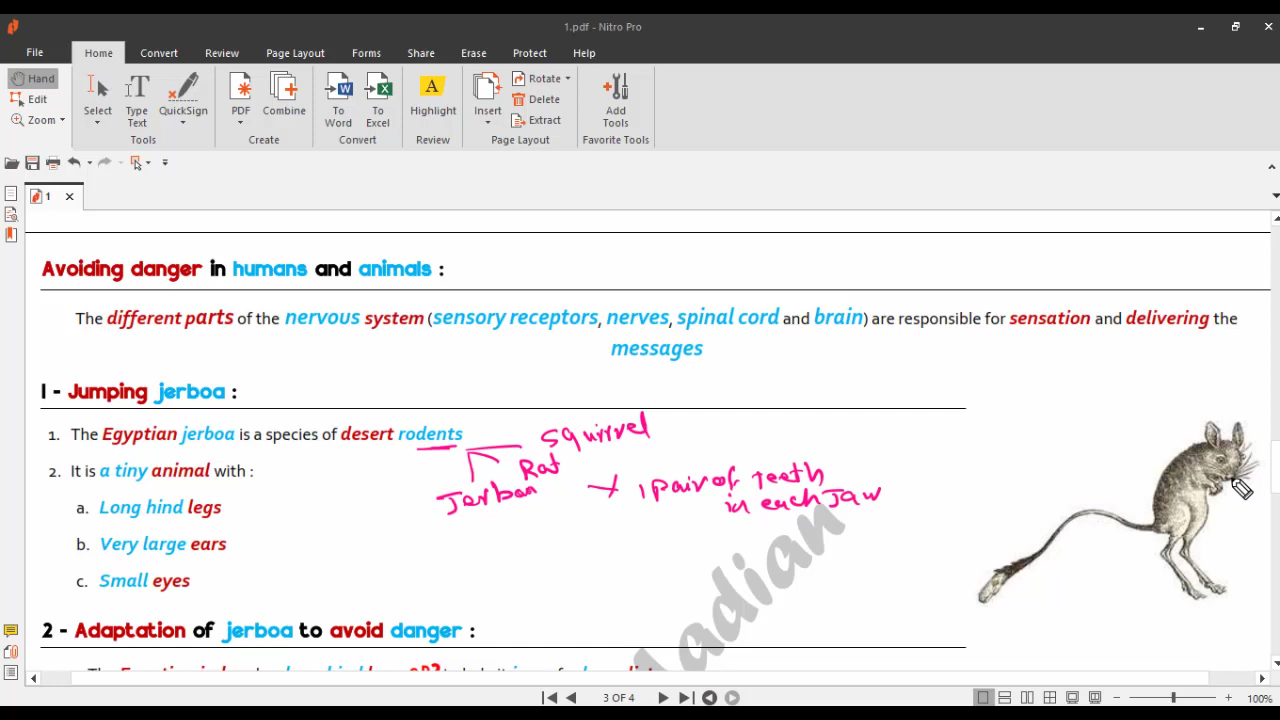 1.pdf - Nitro Pro
File Home Convert Review Page Layout Forms Share Erase Protect Help
Hand
Edit
Zoom
Select
Type Text
QuickSign
Tools
PDF
Combine
Create
To Word
To Excel
Convert
Highlight
Review
Insert
Rotate
Delete
Extract
Page Layout
Add Tools
Favorite Tools
1
Avoiding danger in humans and animals :
The different parts of the nervous system (sensory receptors, nerves, spinal cord and brain) are responsible for sensation and delivering the
messages
1 - Jumping jerboa :
1. The Egyptian jerboa is a species of desert rodents
Squirrel
Rat
Jerboa
1 pair of teeth
in each Jaw
2. It is a tiny animal with :
a. Long hind legs
b. Very large ears
c. Small eyes
2 - Adaptation of jerboa to avoid danger :
3 OF 4
100%